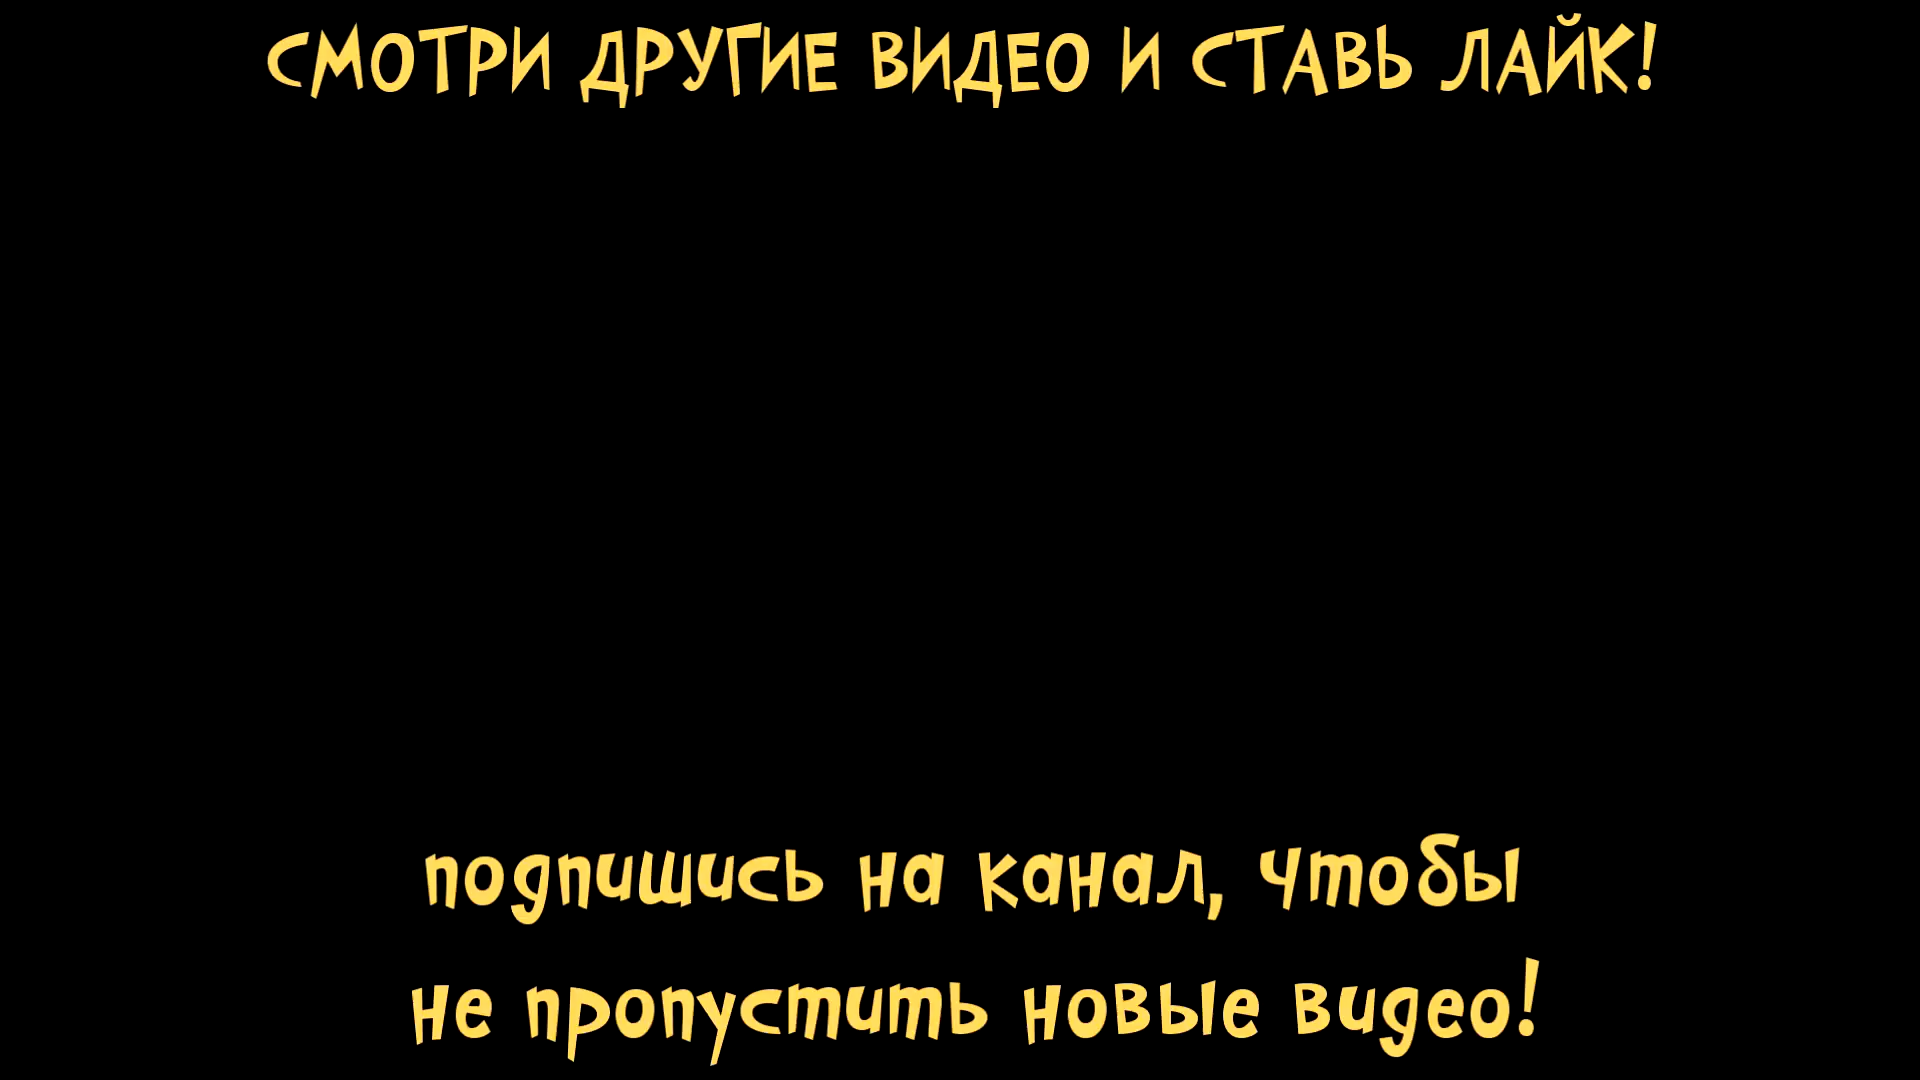 СМОТРИ ДРУГИЕ ВИДЕО И СТАВЬ ЛАЙК!
подпишись на канал, чтобы
не пропустить новые видео!